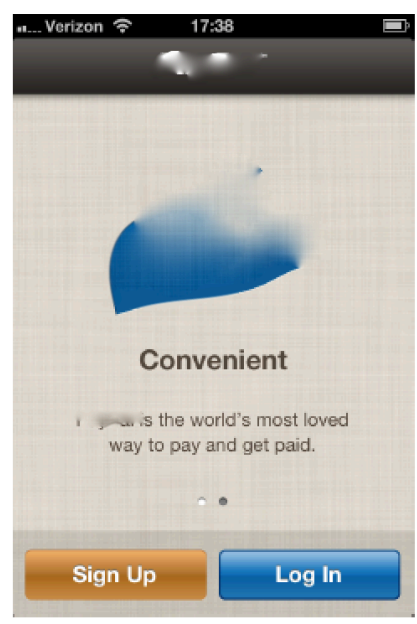 ... Verizon 17:38
Convenient
is the world's most loved
way to pay and get paid.
Sign Up Log In